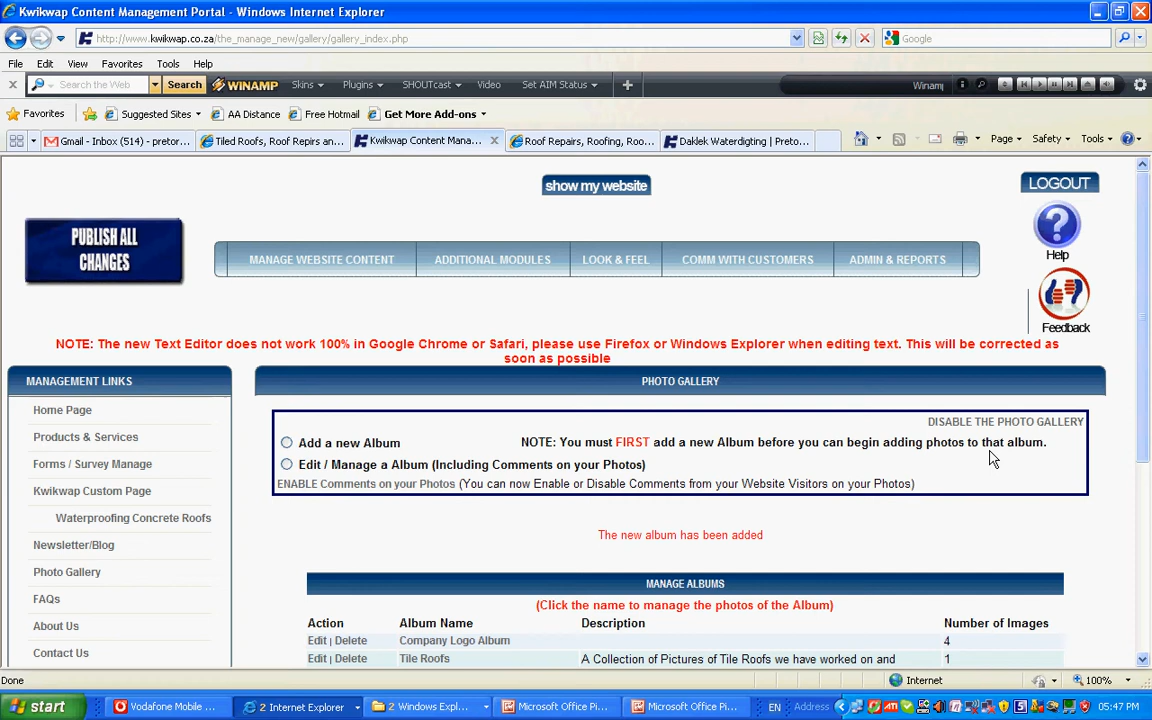 Kwikwap Content Management Portal - Windows Internet Explorer
http://www.kwikwap.co.za/the_manage_new/gallery/gallery_index.php
Google
File Edit View Favorites Tools Help
Search the Web Search WINAMP Skins Plugins SHOUTcast Video Set AIM Status Winam
Favorites Suggested Sites AA Distance Free Hotmail Get More Add-ons
Gmail - Inbox (514) - pretor... Tiled Roofs, Roof Repirs an... Kwikwap Content Mana... Roof Repairs, Roofing, Roo... Daklek Waterdigting | Preto... Page Safety Tools
show my website
LOGOUT
PUBLISH ALL
CHANGES
MANAGE WEBSITE CONTENT ADDITIONAL MODULES LOOK & FEEL COMM WITH CUSTOMERS ADMIN & REPORTS
Help
Feedback
NOTE: The new Text Editor does not work 100% in Google Chrome or Safari, please use Firefox or Windows Explorer when editing text. This will be corrected as
soon as possible
MANAGEMENT LINKS
Home Page
Products & Services
Forms / Survey Manage
Kwikwap Custom Page
Waterproofing Concrete Roofs
Newsletter/Blog
Photo Gallery
FAQs
About Us
Contact Us
PHOTO GALLERY
DISABLE THE PHOTO GALLERY
Add a new Album NOTE: You must FIRST add a new Album before you can begin adding photos to that album.
Edit / Manage a Album (Including Comments on your Photos)
ENABLE Comments on your Photos (You can now Enable or Disable Comments from your Website Visitors on your Photos)
The new album has been added
MANAGE ALBUMS
(Click the name to manage the photos of the Album)
Action Album Name Description Number of Images
Edit | Delete Company Logo Album 4
Edit | Delete Tile Roofs A Collection of Pictures of Tile Roofs we have worked on and 1
Done Internet 100%
start Vodafone Mobile ... 2 Internet Explorer 2 Windows Expl... Microsoft Office Pi... Microsoft Office Pi... EN Address 05:47 PM